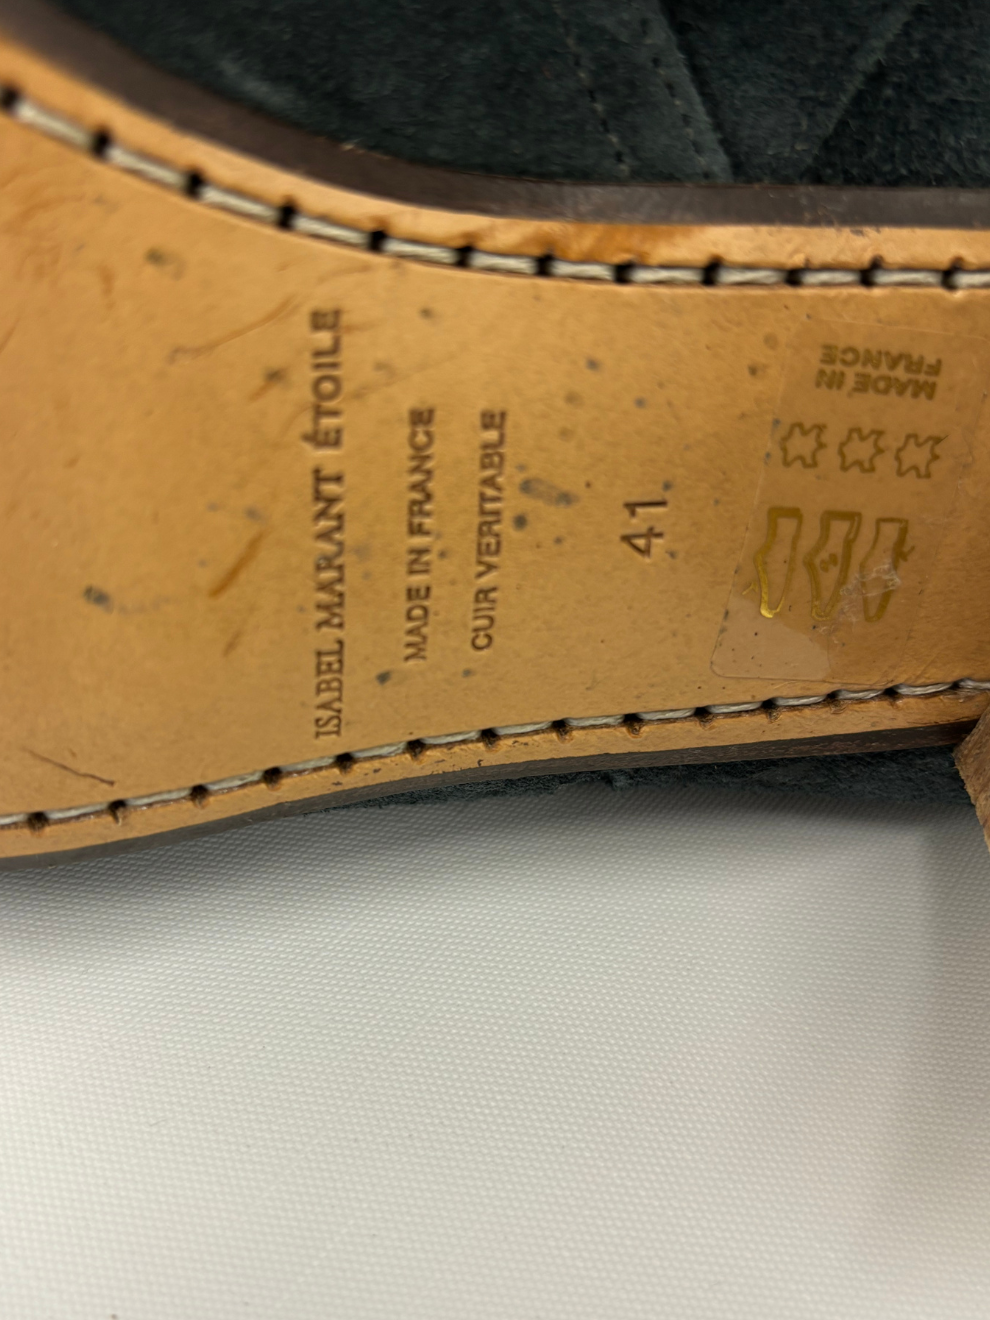 ISABEL MARANT ÉTOILE
MADE IN FRANCE
CUIR VERITABLE
41
MADE IN
FRANCE